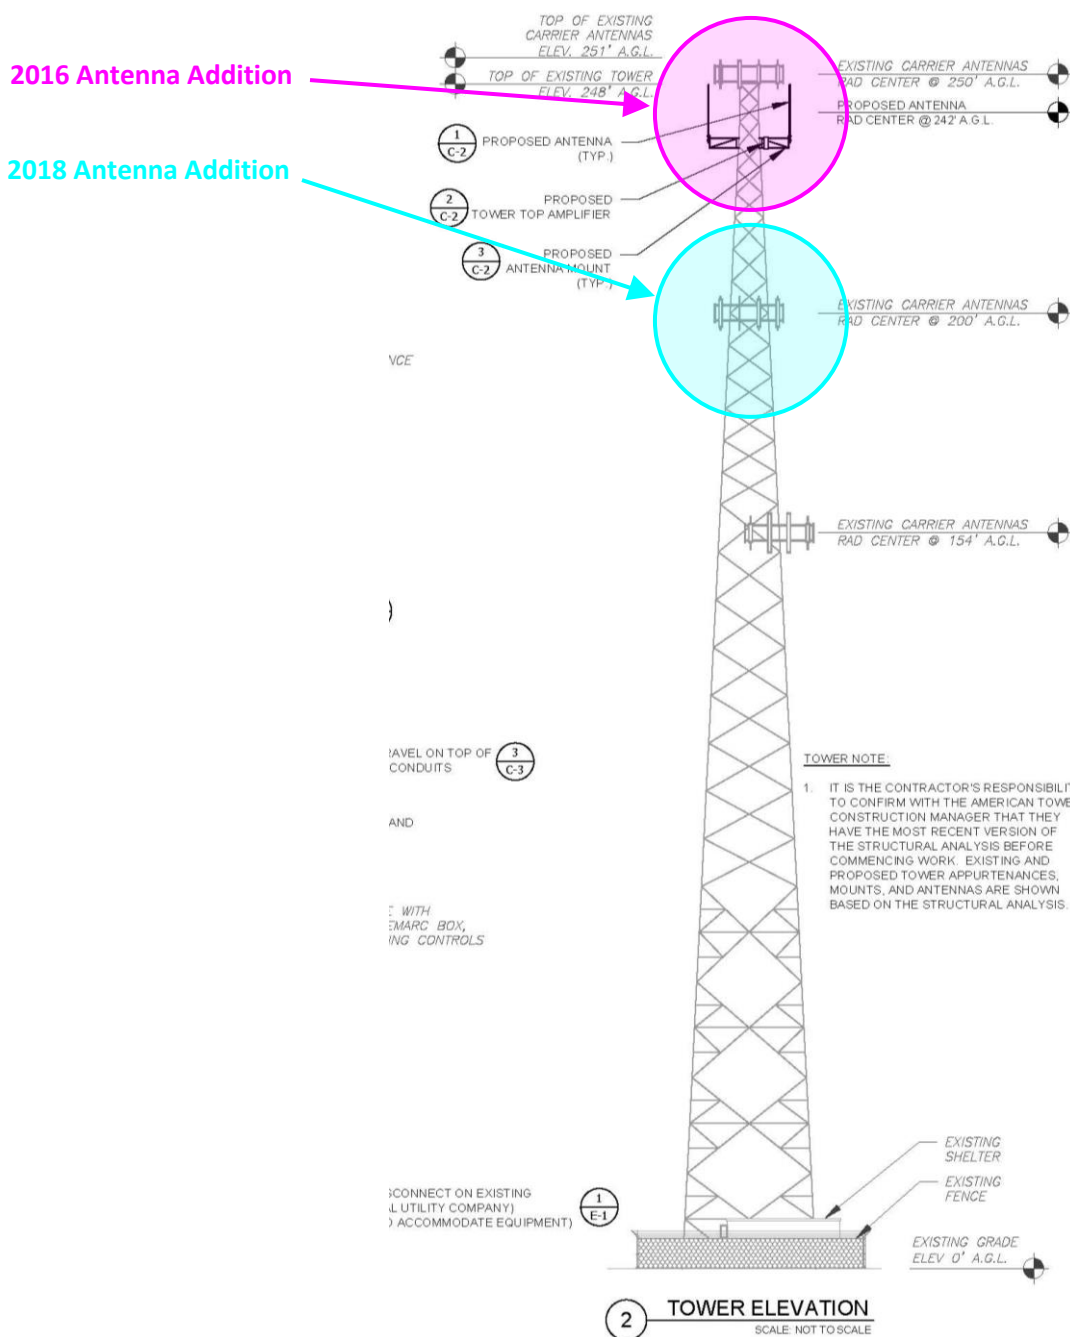 TOP OF EXISTING
CARRIER ANTENNAS
ELEV. 251' A.G.L.
2016 Antenna Addition
TOP OF EXISTING TOWER
ELEV. 248' A.G.L.
EXISTING CARRIER ANTENNAS
RAD CENTER @ 250' A.G.L.
PROPOSED ANTENNA
RAD CENTER @ 242' A.G.L.
1
C-2
PROPOSED ANTENNA
(TYP.)
2018 Antenna Addition
2
C-2
PROPOSED
TOWER TOP AMPLIFIER
3
C-2
PROPOSED
ANTENNA MOUNT
(TYP.)
EXISTING CARRIER ANTENNAS
RAD CENTER @ 200' A.G.L.
NCE
EXISTING CARRIER ANTENNAS
RAD CENTER @ 154' A.G.L.
RAVEL ON TOP OF
CONDUITS
3
C-3
AND
TOWER NOTE:
1. IT IS THE CONTRACTOR'S RESPONSIBILI
TO CONFIRM WITH THE AMERICAN TOWE
CONSTRUCTION MANAGER THAT THEY
HAVE THE MOST RECENT VERSION OF
THE STRUCTURAL ANALYSIS BEFORE
COMMENCING WORK. EXISTING AND
PROPOSED TOWER APPURTENANCES,
MOUNTS, AND ANTENNAS ARE SHOWN
BASED ON THE STRUCTURAL ANALYSIS.
E WITH
EMARC BOX,
ING CONTROLS
EXISTING
SHELTER
EXISTING
FENCE
SCONNECT ON EXISTING
L UTILITY COMPANY)
O ACCOMMODATE EQUIPMENT)
1
E-1
EXISTING GRADE
ELEV 0' A.G.L.
2
TOWER ELEVATION
SCALE: NOT TO SCALE